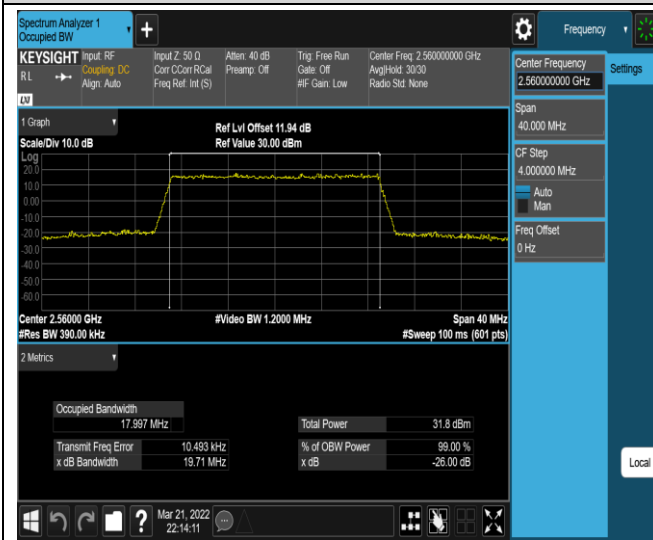 Spectrum Analyzer 1
Occupied BW
+
Frequency
KEYSIGHT
RL
Input: RF
Coupling: DC
Align: Auto
Input Z: 50 Ω
Corr CCorr RCal
Freq Ref: Int (S)
Atten: 40 dB
Preamp: Off
Trig: Free Run
Gate: Off
#IF Gain: Low
Center Freq: 2.560000000 GHz
Avg|Hold: 30/30
Radio Std: None
LXI
Center Frequency
2.560000000 GHz
Settings
Span
40.000 MHz
CF Step
4.000000 MHz
Auto
Man
Freq Offset
0 Hz
Local
1 Graph
Scale/Div 10.0 dB
Ref Lvl Offset 11.94 dB
Ref Value 30.00 dBm
Log
20.0
10.0
0.00
-10.0
-20.0
-30.0
-40.0
-50.0
-60.0
Center 2.56000 GHz
#Res BW 390.00 kHz
#Video BW 1.2000 MHz
Span 40 MHz
#Sweep 100 ms (601 pts)
2 Metrics
Occupied Bandwidth
17.997 MHz
Transmit Freq Error 10.493 kHz
x dB Bandwidth 19.71 MHz
Total Power 31.8 dBm
% of OBW Power 99.00 %
x dB -26.00 dB
?
Mar 21, 2022
22:14:11